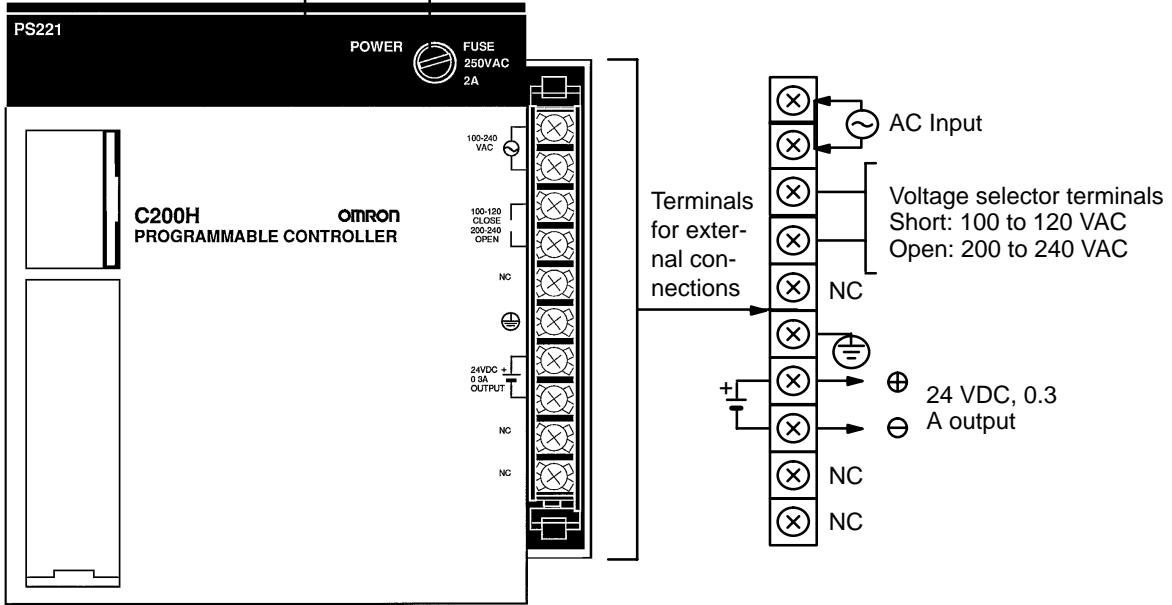 PS221
POWER
FUSE
250VAC
2A
100-240
VAC
C200H
OMRON
PROGRAMMABLE CONTROLLER
100-120
CLOSE
200-240
OPEN
NC
24VDC +
0 3A
OUTPUT
NC
NC
Terminals
for exter-
nal con-
nections
AC Input
Voltage selector terminals
Short: 100 to 120 VAC
Open: 200 to 240 VAC
NC
+
24 VDC, 0.3
A output
NC
NC